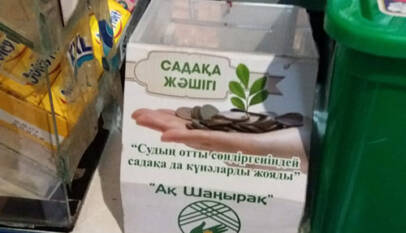 САДАҚА
ЖӘШІГІ
"Судың отты сөндіргеніндей
садақа да күнәларды жояды"
"Ақ Шаңырақ"